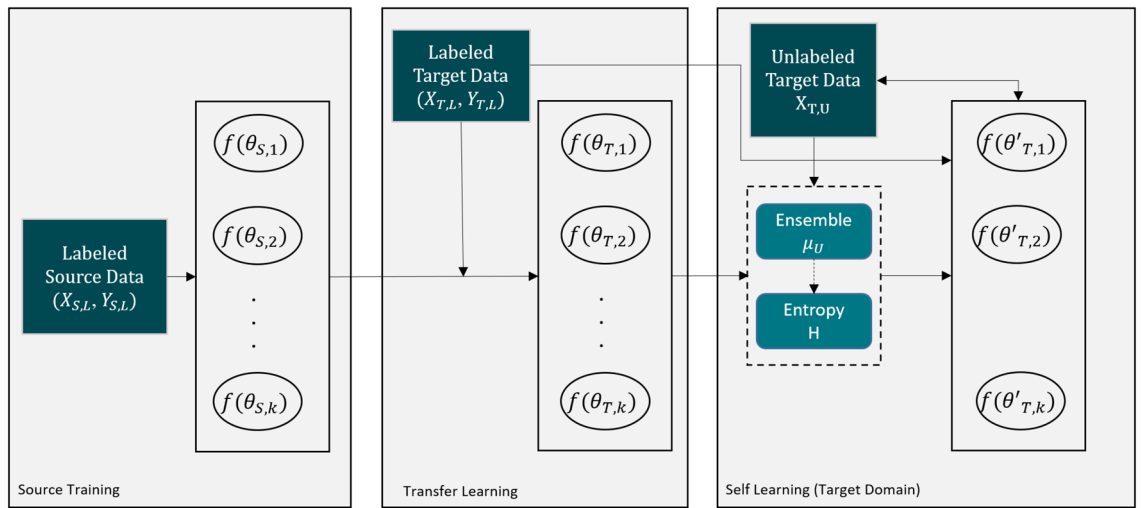 Labeled
Source Data
(X_{S,L}, Y_{S,L})
f(θ_{S,1})
f(θ_{S,2})
.
.
.
f(θ_{S,k})
Source Training
Labeled
Target Data
(X_{T,L}, Y_{T,L})
f(θ_{T,1})
f(θ_{T,2})
.
.
.
f(θ_{T,k})
Transfer Learning
Unlabeled
Target Data
X_{T,U}
Ensemble
μ_U
Entropy
H
f(θ'_{T,1})
f(θ'_{T,2})
.
.
.
f(θ'_{T,k})
Self Learning (Target Domain)